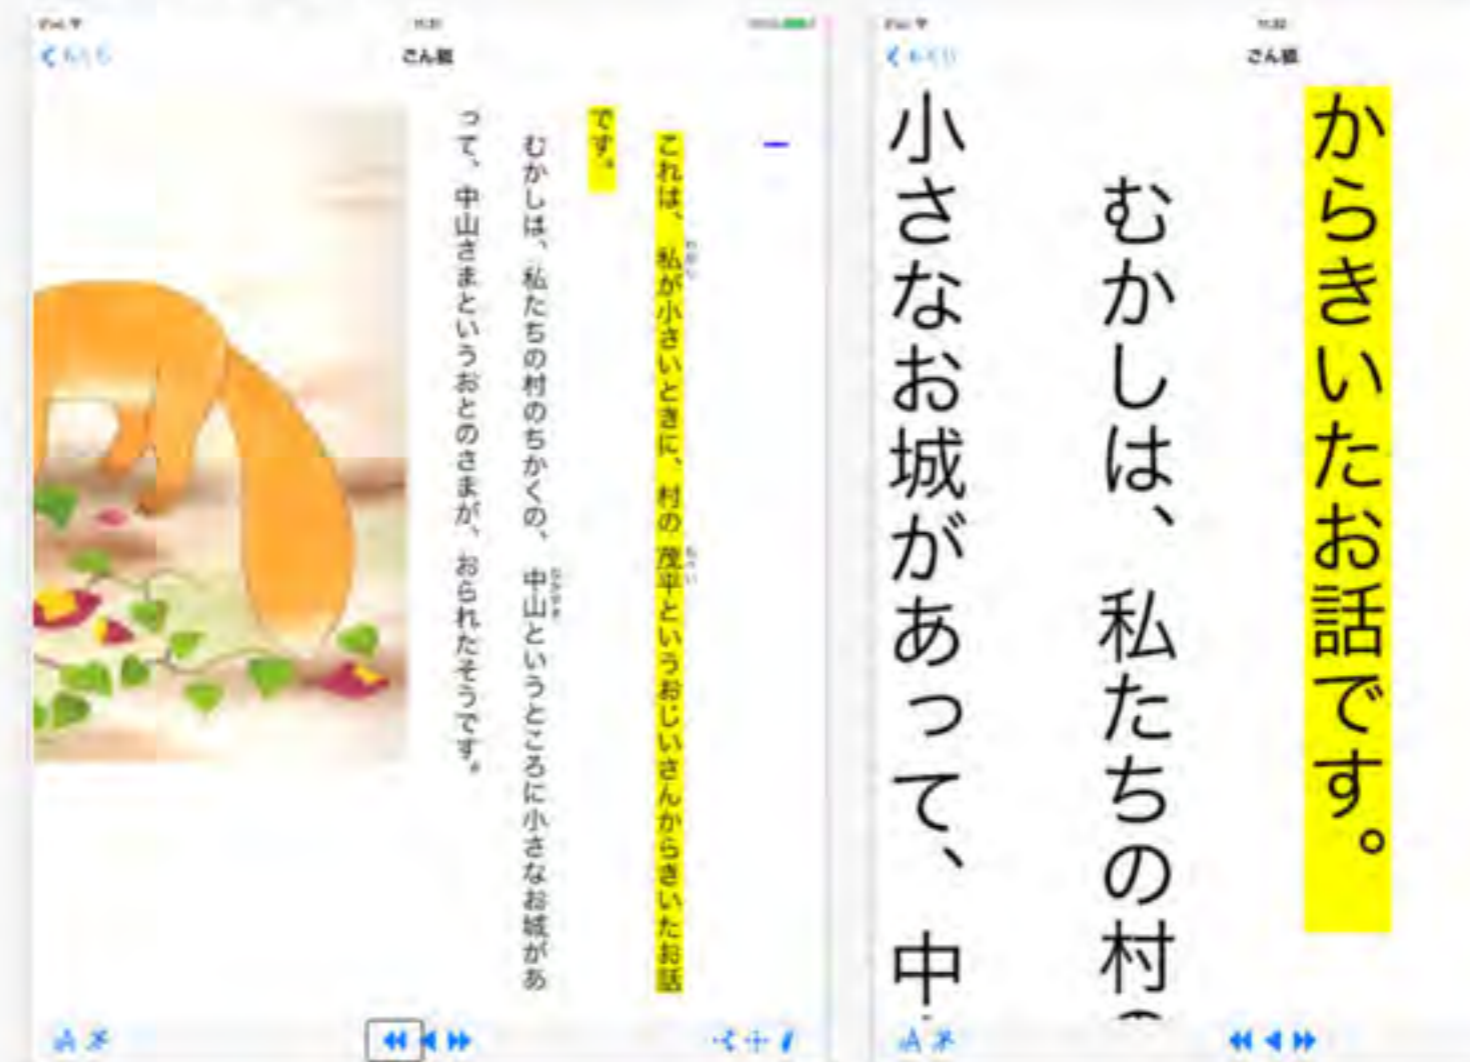 ごん狐
一
これは、私が小さいときに、村の茂平というおじいさんからきいたお話
です。
むかしは、私たちの村のちかくの、中山というところに小さなお城があ
って、中山さまというおとのさまが、おられたそうです。
ごん狐
からきいたお話です。
むかしは、私たちの村の
小さなお城があって、中